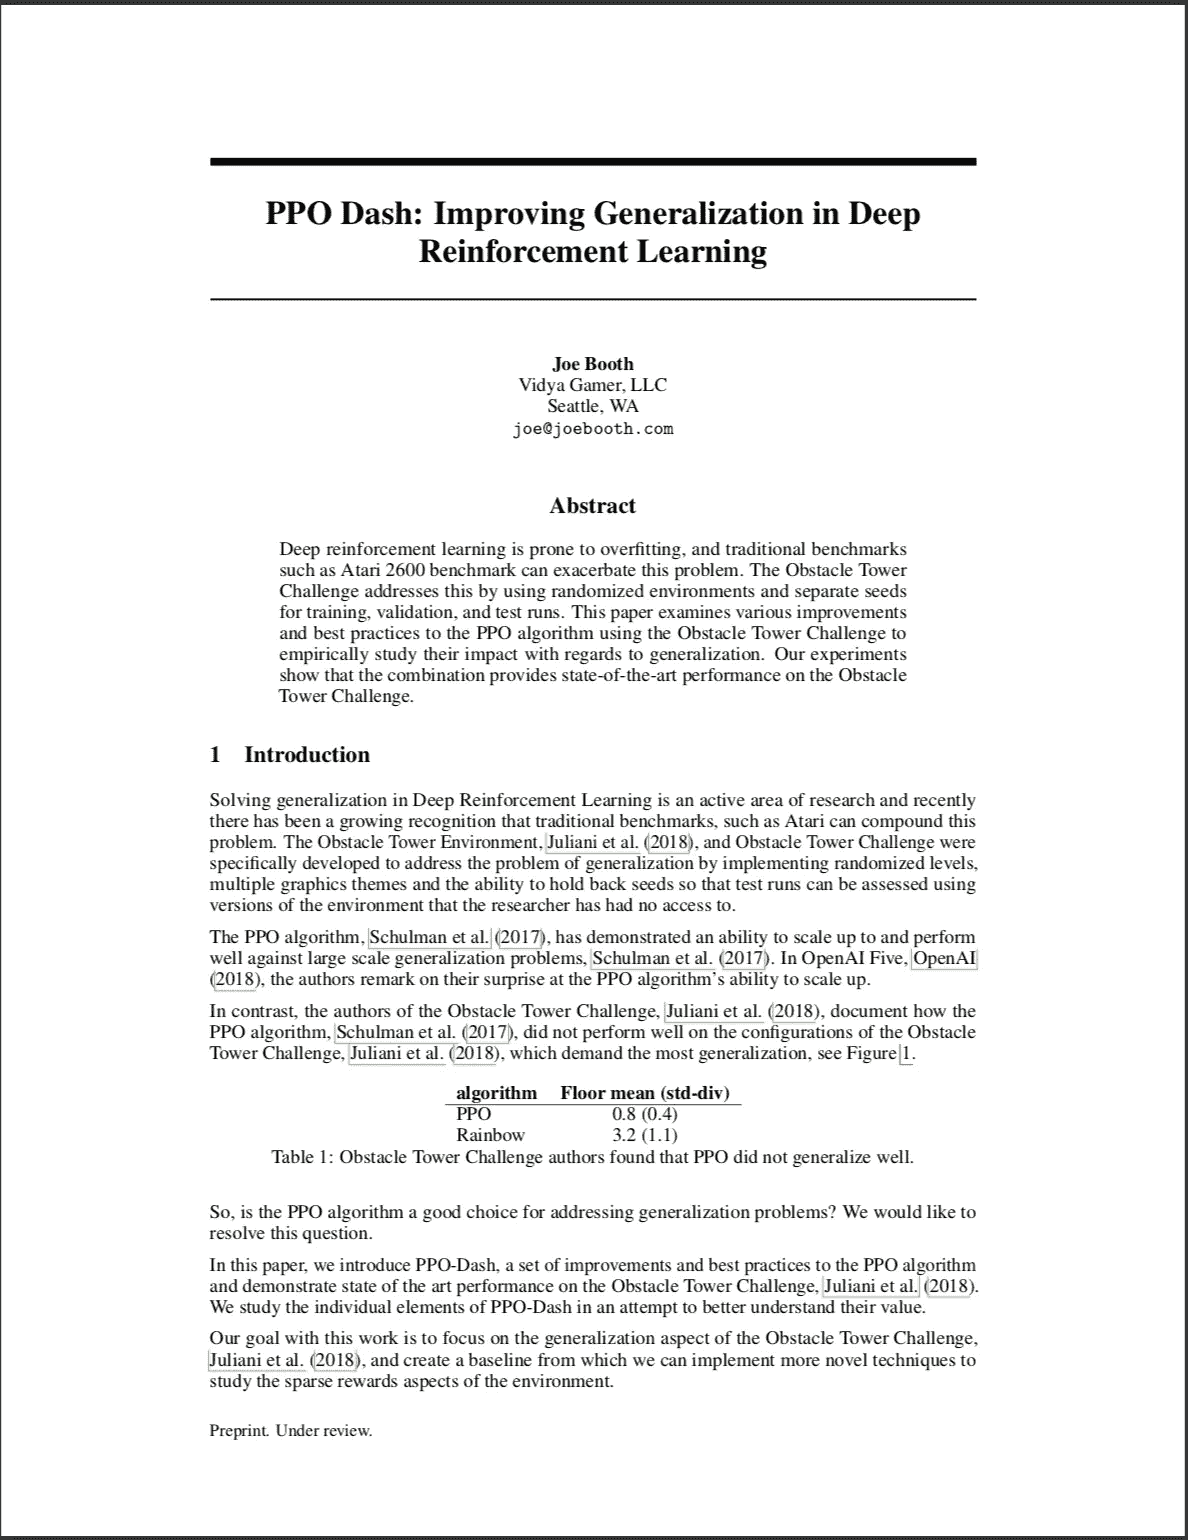 PPO Dash: Improving Generalization in Deep
Reinforcement Learning
Joe Booth
Vidya Gamer, LLC
Seattle, WA
joe@joebooth.com
Abstract
Deep reinforcement learning is prone to overfitting, and traditional benchmarks
such as Atari 2600 benchmark can exacerbate this problem. The Obstacle Tower
Challenge addresses this by using randomized environments and separate seeds
for training, validation, and test runs. This paper examines various improvements
and best practices to the PPO algorithm using the Obstacle Tower Challenge to
empirically study their impact with regards to generalization. Our experiments
show that the combination provides state-of-the-art performance on the Obstacle
Tower Challenge.
1 Introduction
Solving generalization in Deep Reinforcement Learning is an active area of research and recently
there has been a growing recognition that traditional benchmarks, such as Atari can compound this
problem. The Obstacle Tower Environment, Juliani et al. (2018), and Obstacle Tower Challenge were
specifically developed to address the problem of generalization by implementing randomized levels,
multiple graphics themes and the ability to hold back seeds so that test runs can be assessed using
versions of the environment that the researcher has had no access to.
The PPO algorithm, Schulman et al. (2017), has demonstrated an ability to scale up to and perform
well against large scale generalization problems, Schulman et al. (2017). In OpenAI Five, OpenAI
(2018), the authors remark on their surprise at the PPO algorithm's ability to scale up.
In contrast, the authors of the Obstacle Tower Challenge, Juliani et al. (2018), document how the
PPO algorithm, Schulman et al. (2017), did not perform well on the configurations of the Obstacle
Tower Challenge, Juliani et al. (2018), which demand the most generalization, see Figure 1.
algorithm Floor mean (std-div)
PPO 0.8 (0.4)
Rainbow 3.2 (1.1)
Table 1: Obstacle Tower Challenge authors found that PPO did not generalize well.
So, is the PPO algorithm a good choice for addressing generalization problems? We would like to
resolve this question.
In this paper, we introduce PPO-Dash, a set of improvements and best practices to the PPO algorithm
and demonstrate state of the art performance on the Obstacle Tower Challenge, Juliani et al. (2018).
We study the individual elements of PPO-Dash in an attempt to better understand their value.
Our goal with this work is to focus on the generalization aspect of the Obstacle Tower Challenge,
Juliani et al. (2018), and create a baseline from which we can implement more novel techniques to
study the sparse rewards aspects of the environment.
Preprint. Under review.